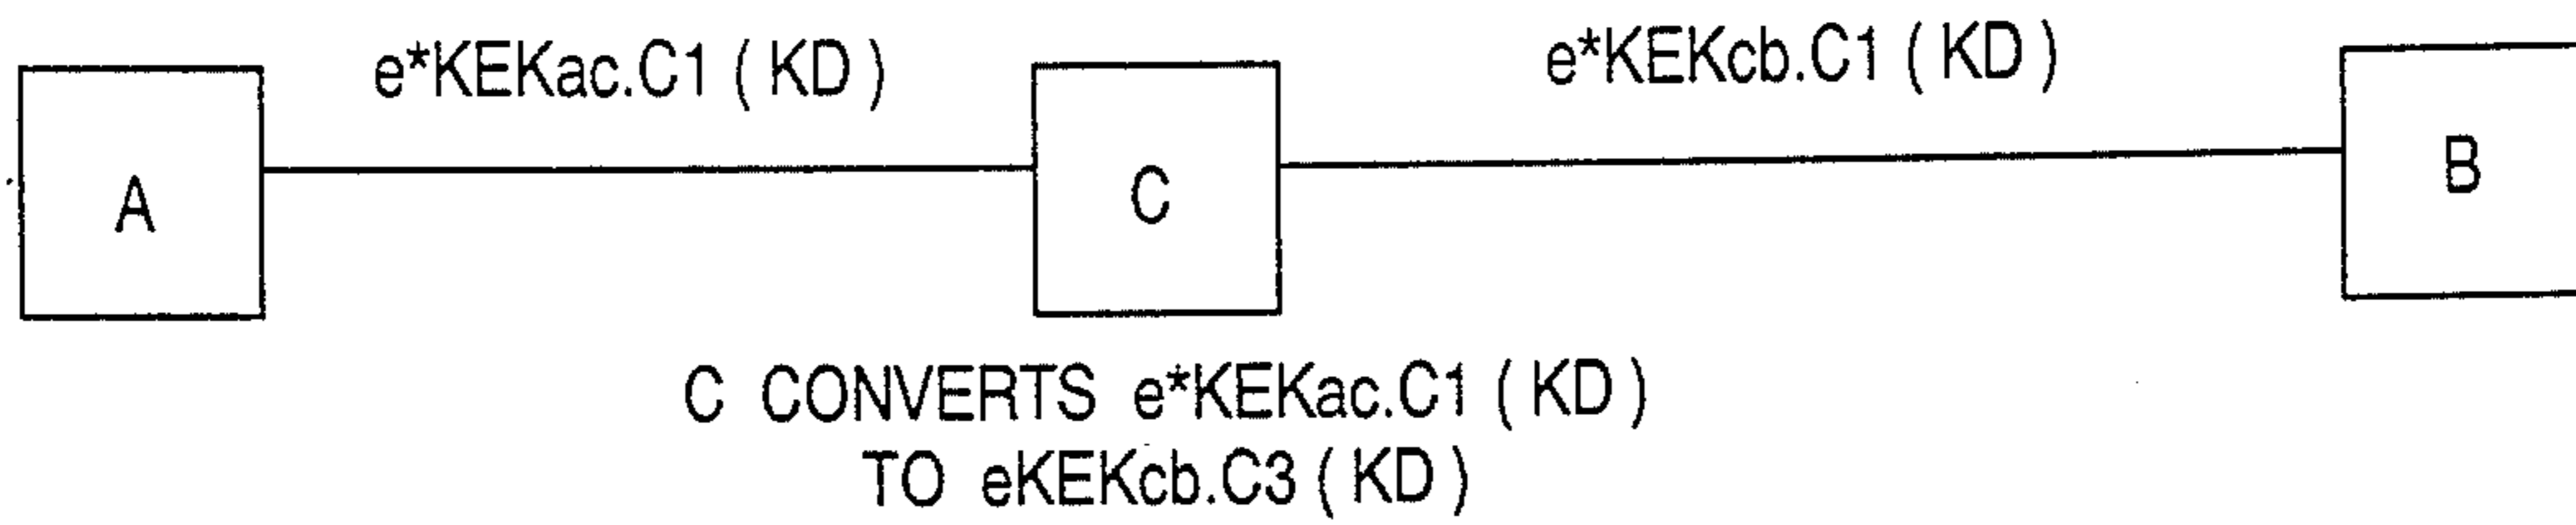 e*KEKac.C1 ( KD )
e*KEKcb.C1 ( KD )
A
C
B
C CONVERTS e*KEKac.C1 ( KD )
TO eKEKcb.C3 ( KD )